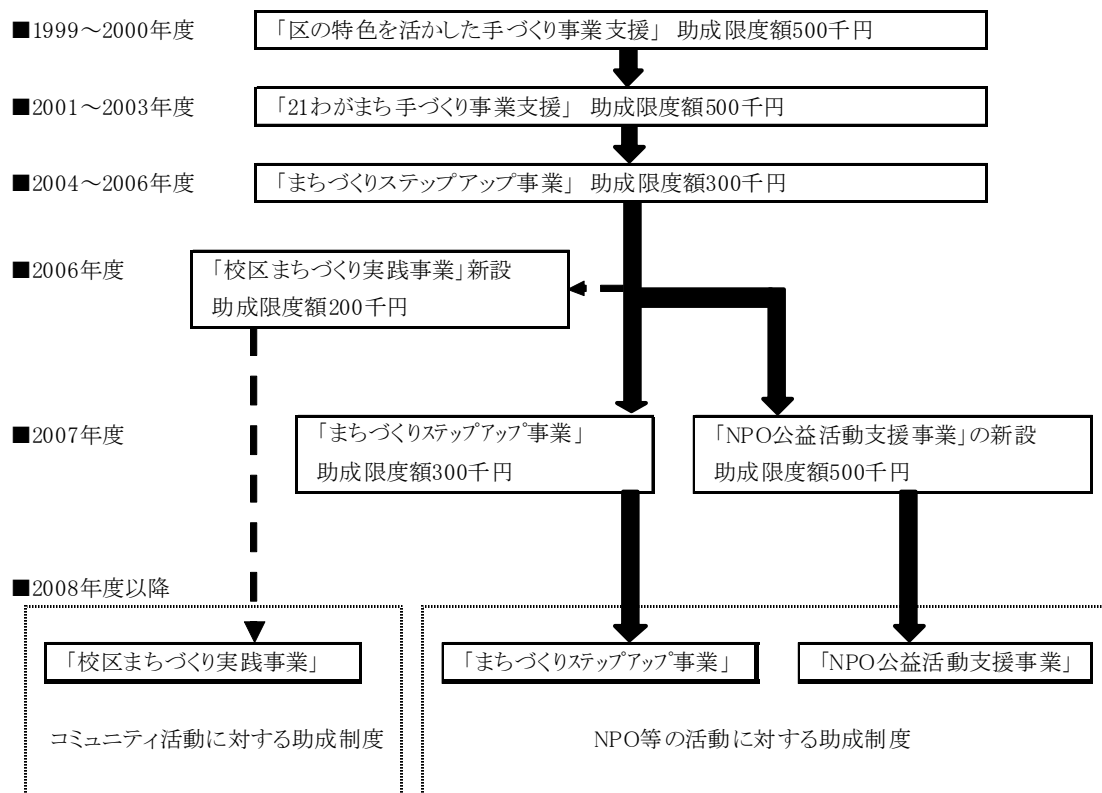 ■1999～2000年度 「区の特色を活かした手づくり事業支援」 助成限度額500千円
■2001～2003年度 「21わがまち手づくり事業支援」 助成限度額500千円
■2004～2006年度 「まちづくりステップアップ事業」 助成限度額300千円
■2006年度 「校区まちづくり実践事業」新設
助成限度額200千円
■2007年度 「まちづくりステップアップ事業」 「NPO公益活動支援事業」の新設
助成限度額300千円 助成限度額500千円
■2008年度以降
「校区まちづくり実践事業」 「まちづくりステップアップ事業」 「NPO公益活動支援事業」
コミュニティ活動に対する助成制度 NPO等の活動に対する助成制度